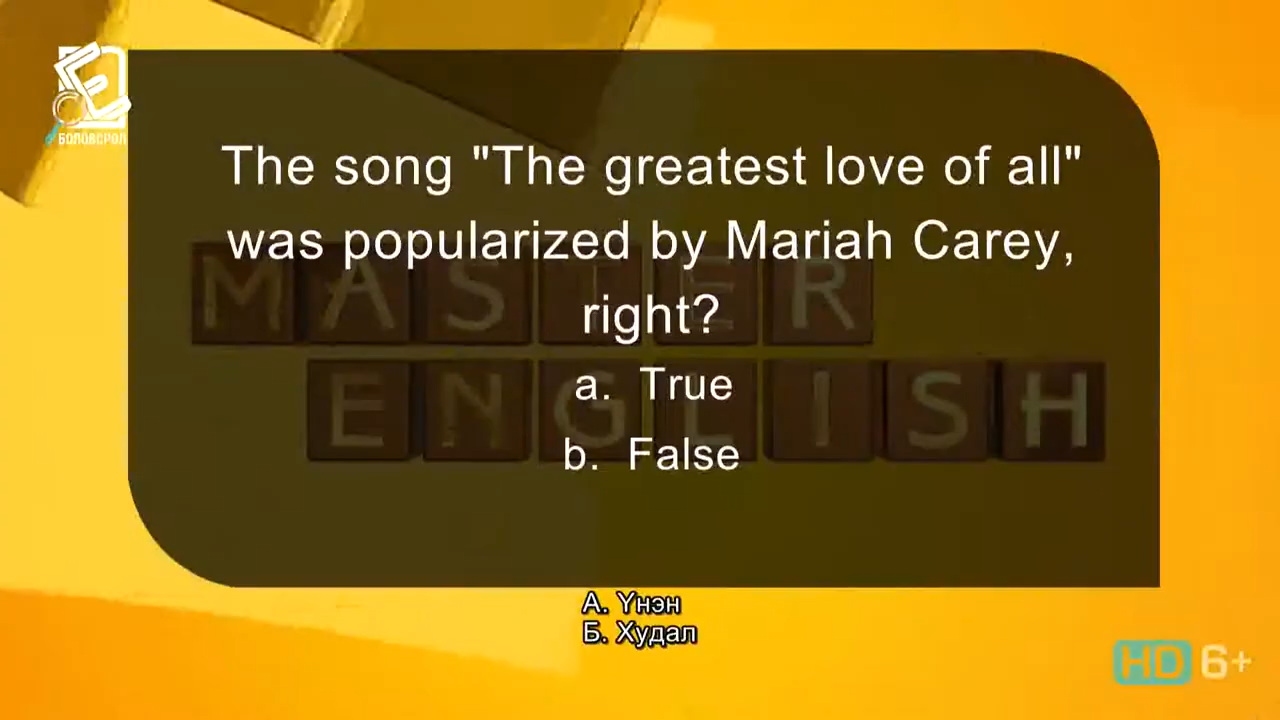 БОЛОВСРОЛ
The song "The greatest love of all"
was popularized by Mariah Carey,
right?
a. True
b. False
MASTER
ENGLISH
А. Үнэн
Б. Худал
HD 6+